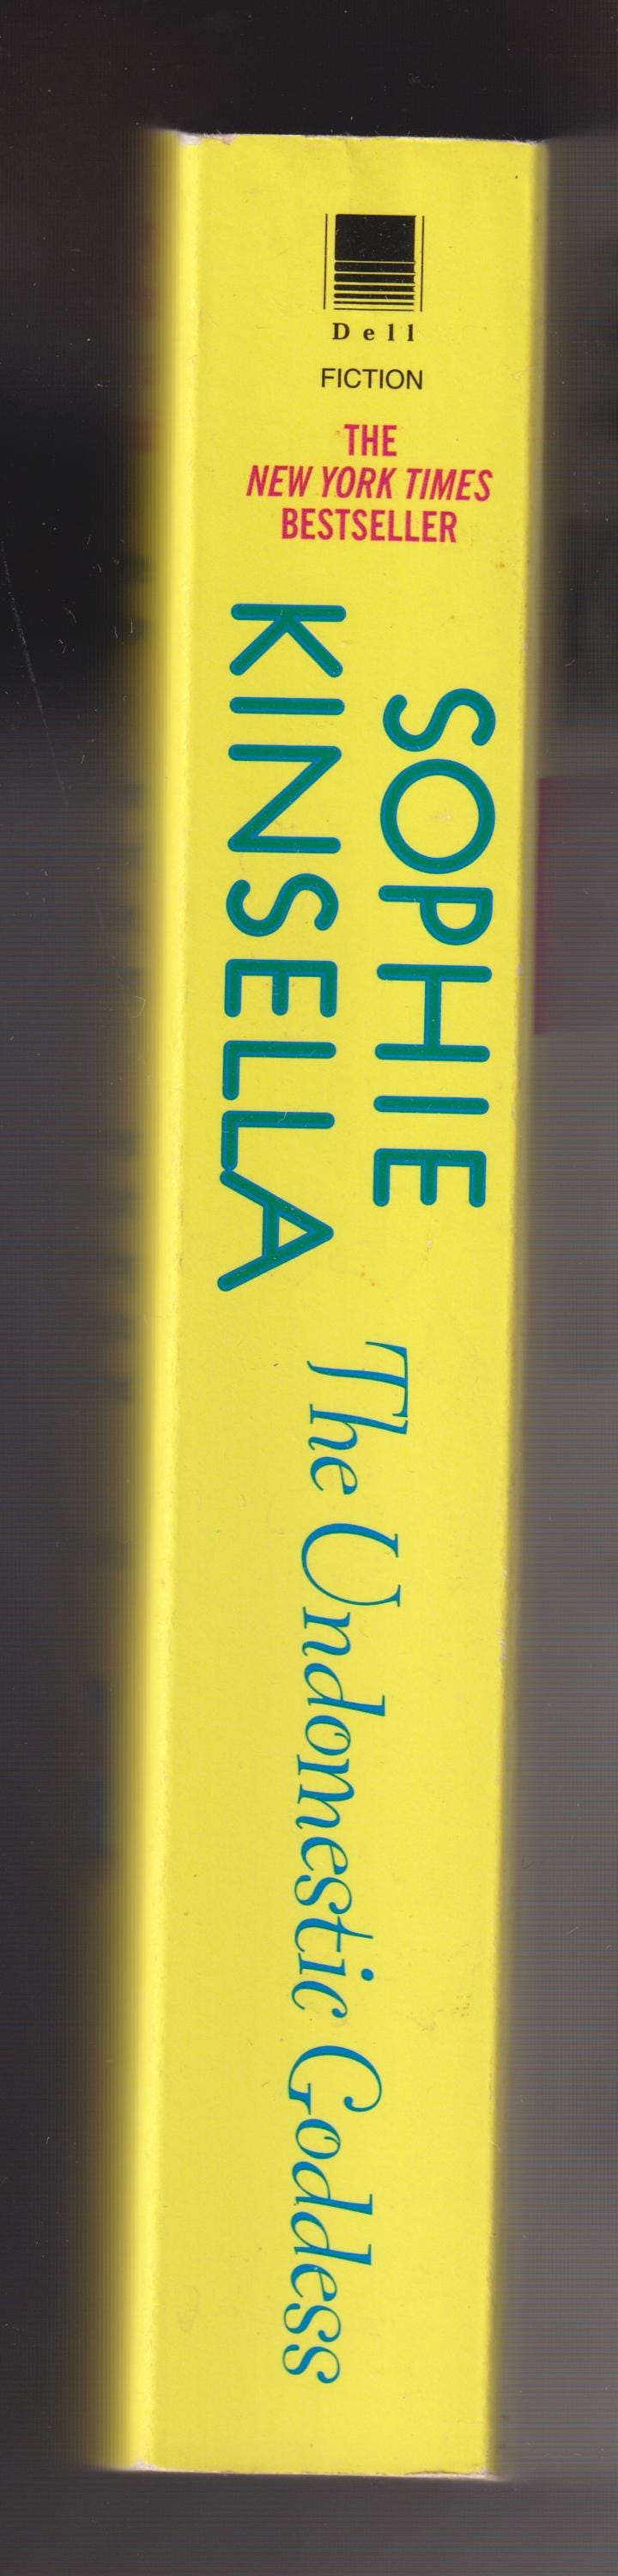 Dell
FICTION
THE
NEW YORK TIMES
BESTSELLER
SOPHIE
KINSELLA
The Undomestic Goddess